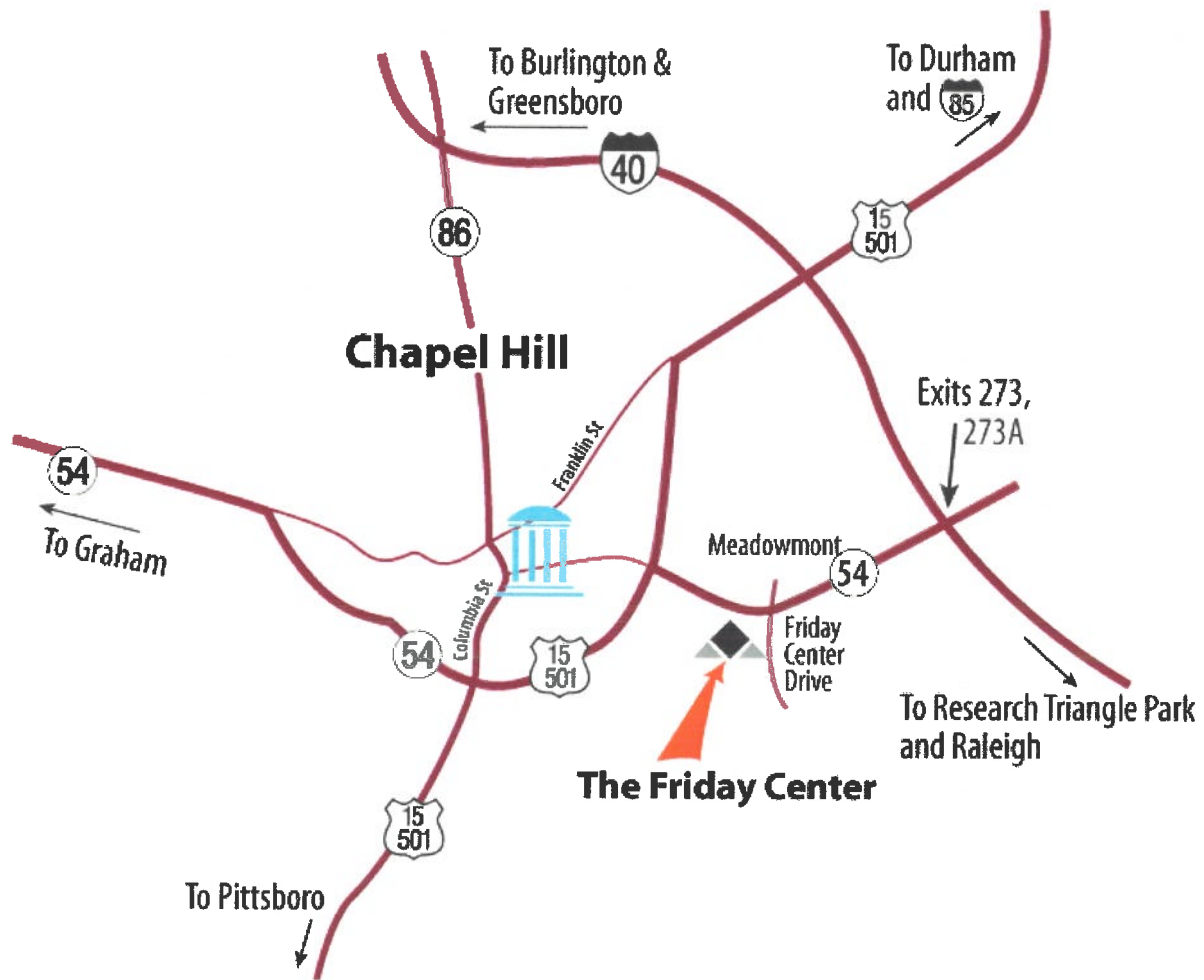 To Burlington &
Greensboro
To Durham
and 85
40
15
501
86
Chapel Hill
Exits 273,
273A
Franklin St
54
To Graham
Meadowmont
54
Columbia St
54
15
501
Friday
Center
Drive
To Research Triangle Park
and Raleigh
The Friday Center
15
501
To Pittsboro